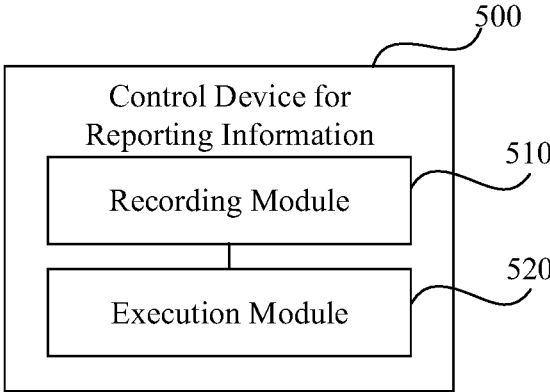 500
Control Device for
Reporting Information
510
Recording Module
520
Execution Module